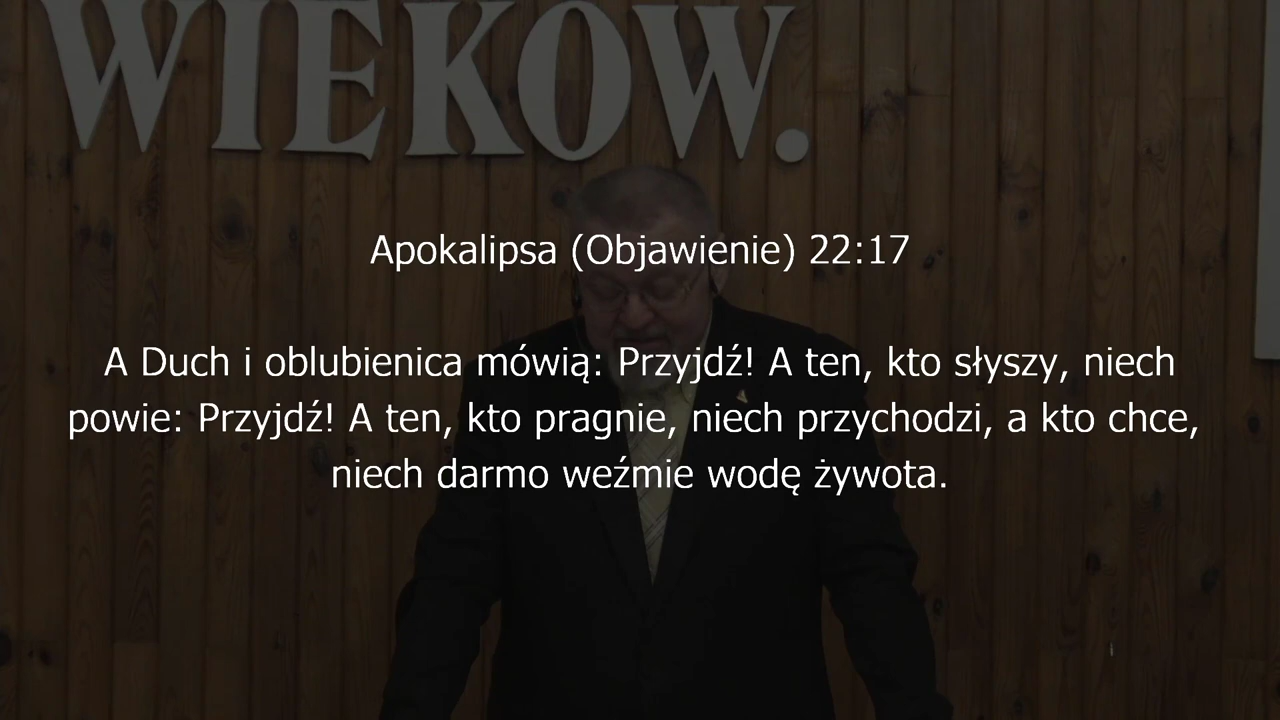 WIEKÓW.
Apokalipsa (Objawienie) 22:17
A Duch i oblubienica mówią: Przyjdź! A ten, kto słyszy, niech
powie: Przyjdź! A ten, kto pragnie, niech przychodzi, a kto chce,
niech darmo weźmie wodę żywota.